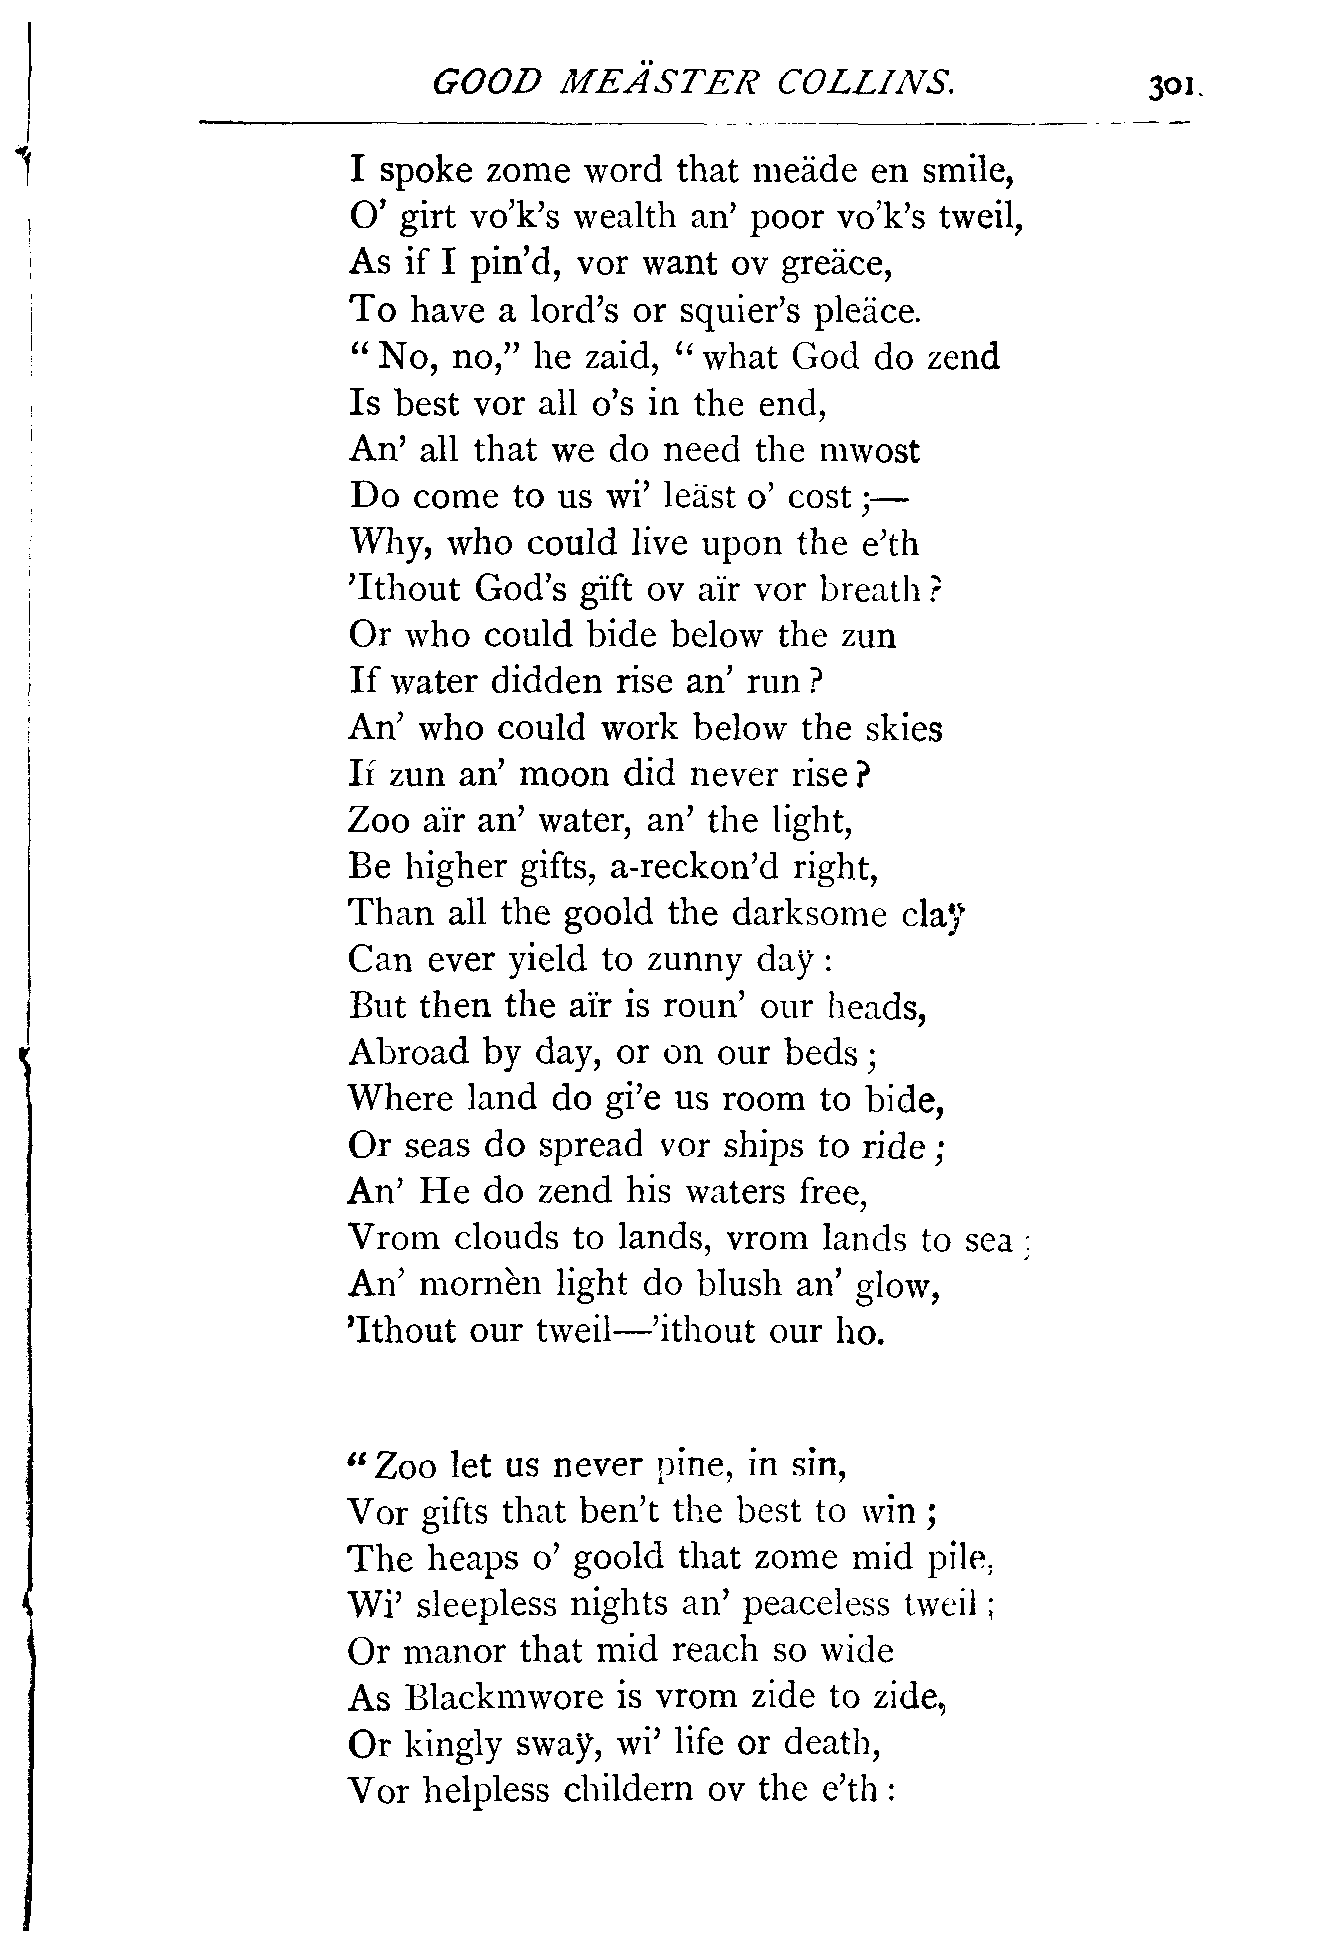 GOOD MEÄSTER COLLINS. 301.
I spoke zome word that meäde en smile,
O' girt vo'k's wealth an' poor vo'k's tweil,
As if I pin'd, vor want ov greäce,
To have a lord's or squier's pleäce.
“ No, no,” he zaid, “ what God do zend
Is best vor all o's in the end,
An' all that we do need the mwost
Do come to us wi' leäst o' cost ;—
Why, who could live upon the e'th
'Ithout God's gïft ov aïr vor breath ?
Or who could bide below the zun
If water didden rise an' run ?
An' who could work below the skies
If zun an' moon did never rise ?
Zoo aïr an' water, an' the light,
Be higher gifts, a-reckon'd right,
Than all the goold the darksome claÿ
Can ever yield to zunny daÿ :
But then the aïr is roun' our heads,
Abroad by day, or on our beds ;
Where land do gi'e us room to bide,
Or seas do spread vor ships to ride ;
An' He do zend his waters free,
Vrom clouds to lands, vrom lands to sea ;
An' mornèn light do blush an' glow,
'Ithout our tweil—'ithout our ho.
“ Zoo let us never pine, in sin,
Vor gifts that ben't the best to win ;
The heaps o' goold that zome mid pile,
Wi' sleepless nights an' peaceless tweil ;
Or manor that mid reach so wide
As Blackmwore is vrom zide to zide,
Or kingly swaÿ, wi' life or death,
Vor helpless childern ov the e'th :